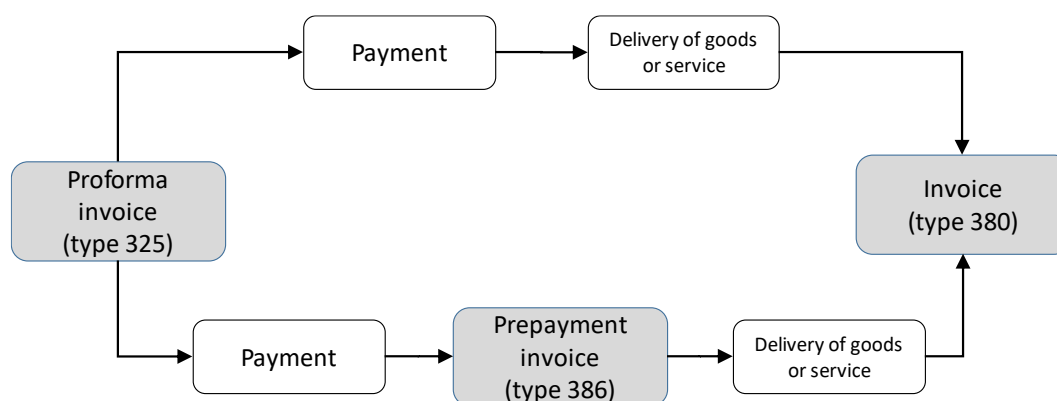 Payment
Delivery of goods
or service
Proforma
invoice
(type 325)
Invoice
(type 380)
Payment
Prepayment
invoice
(type 386)
Delivery of goods
or service